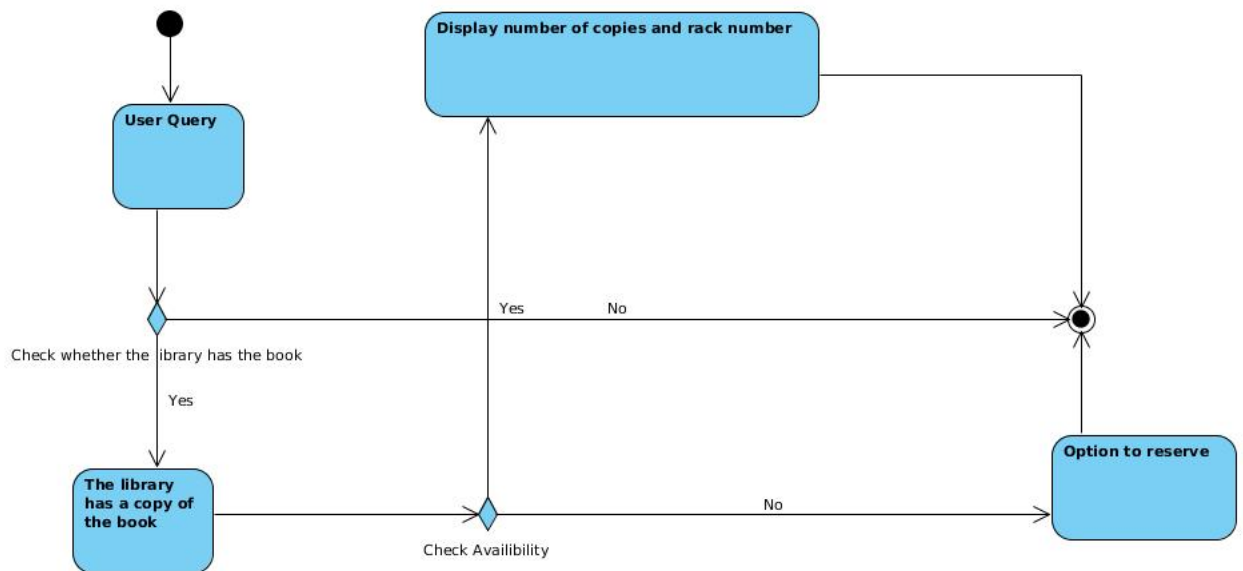 Display number of copies and rack number
User Query
Yes
No
Check whether the library has the book
Yes
Option to reserve
The library
has a copy of
the book
No
Check Availibility